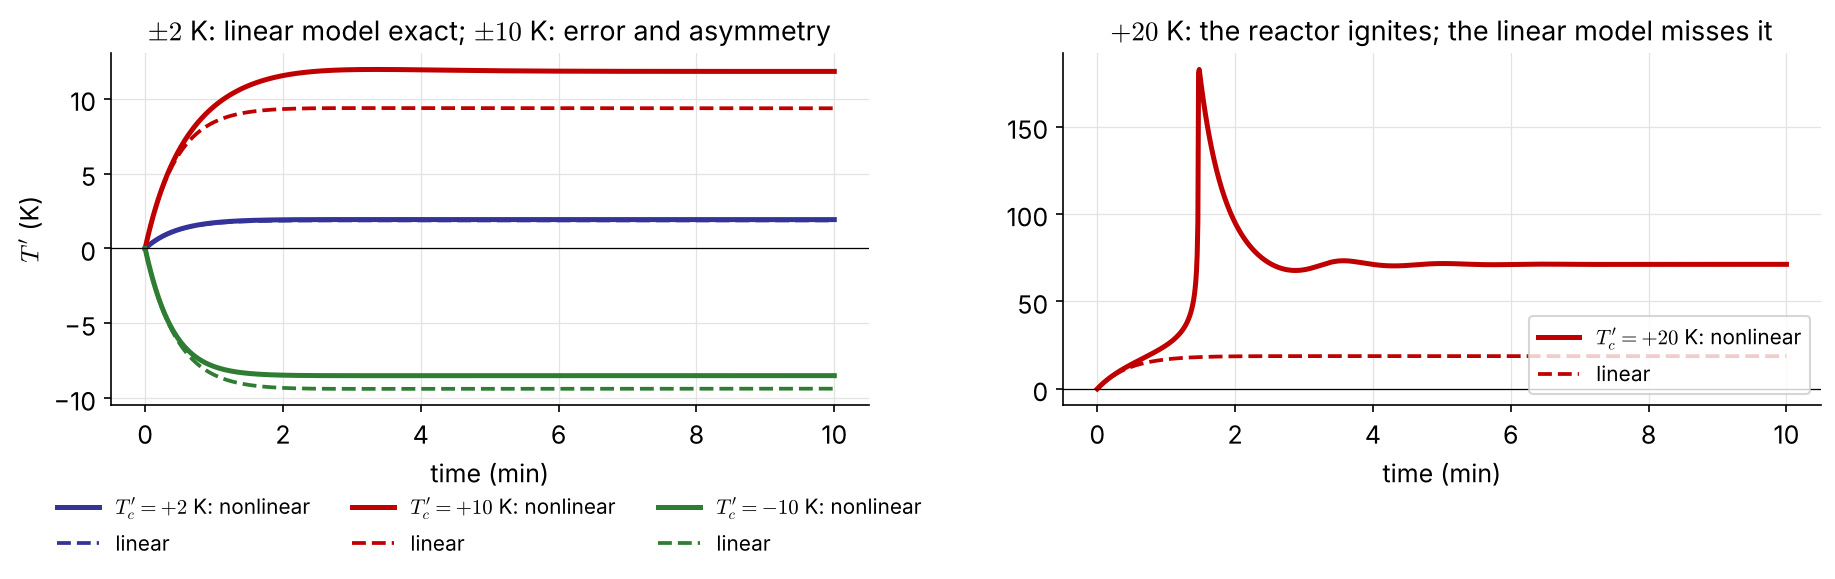 ±2 K: linear model exact; ±10 K: error and asymmetry
10
5
0
−5
−10
T′ (K)
0 2 4 6 8 10
time (min)
T′c = +2 K: nonlinear
linear
T′c = +10 K: nonlinear
linear
T′c = −10 K: nonlinear
linear
+20 K: the reactor ignites; the linear model misses it
150
100
50
0
T′c = +20 K: nonlinear
linear
0 2 4 6 8 10
time (min)